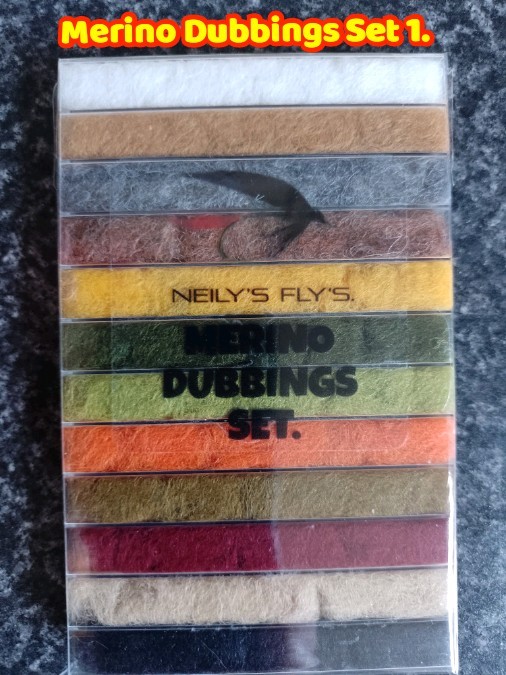 Merino Dubbings Set 1.
NEILY'S FLY'S.
MERINO
DUBBINGS
SET.